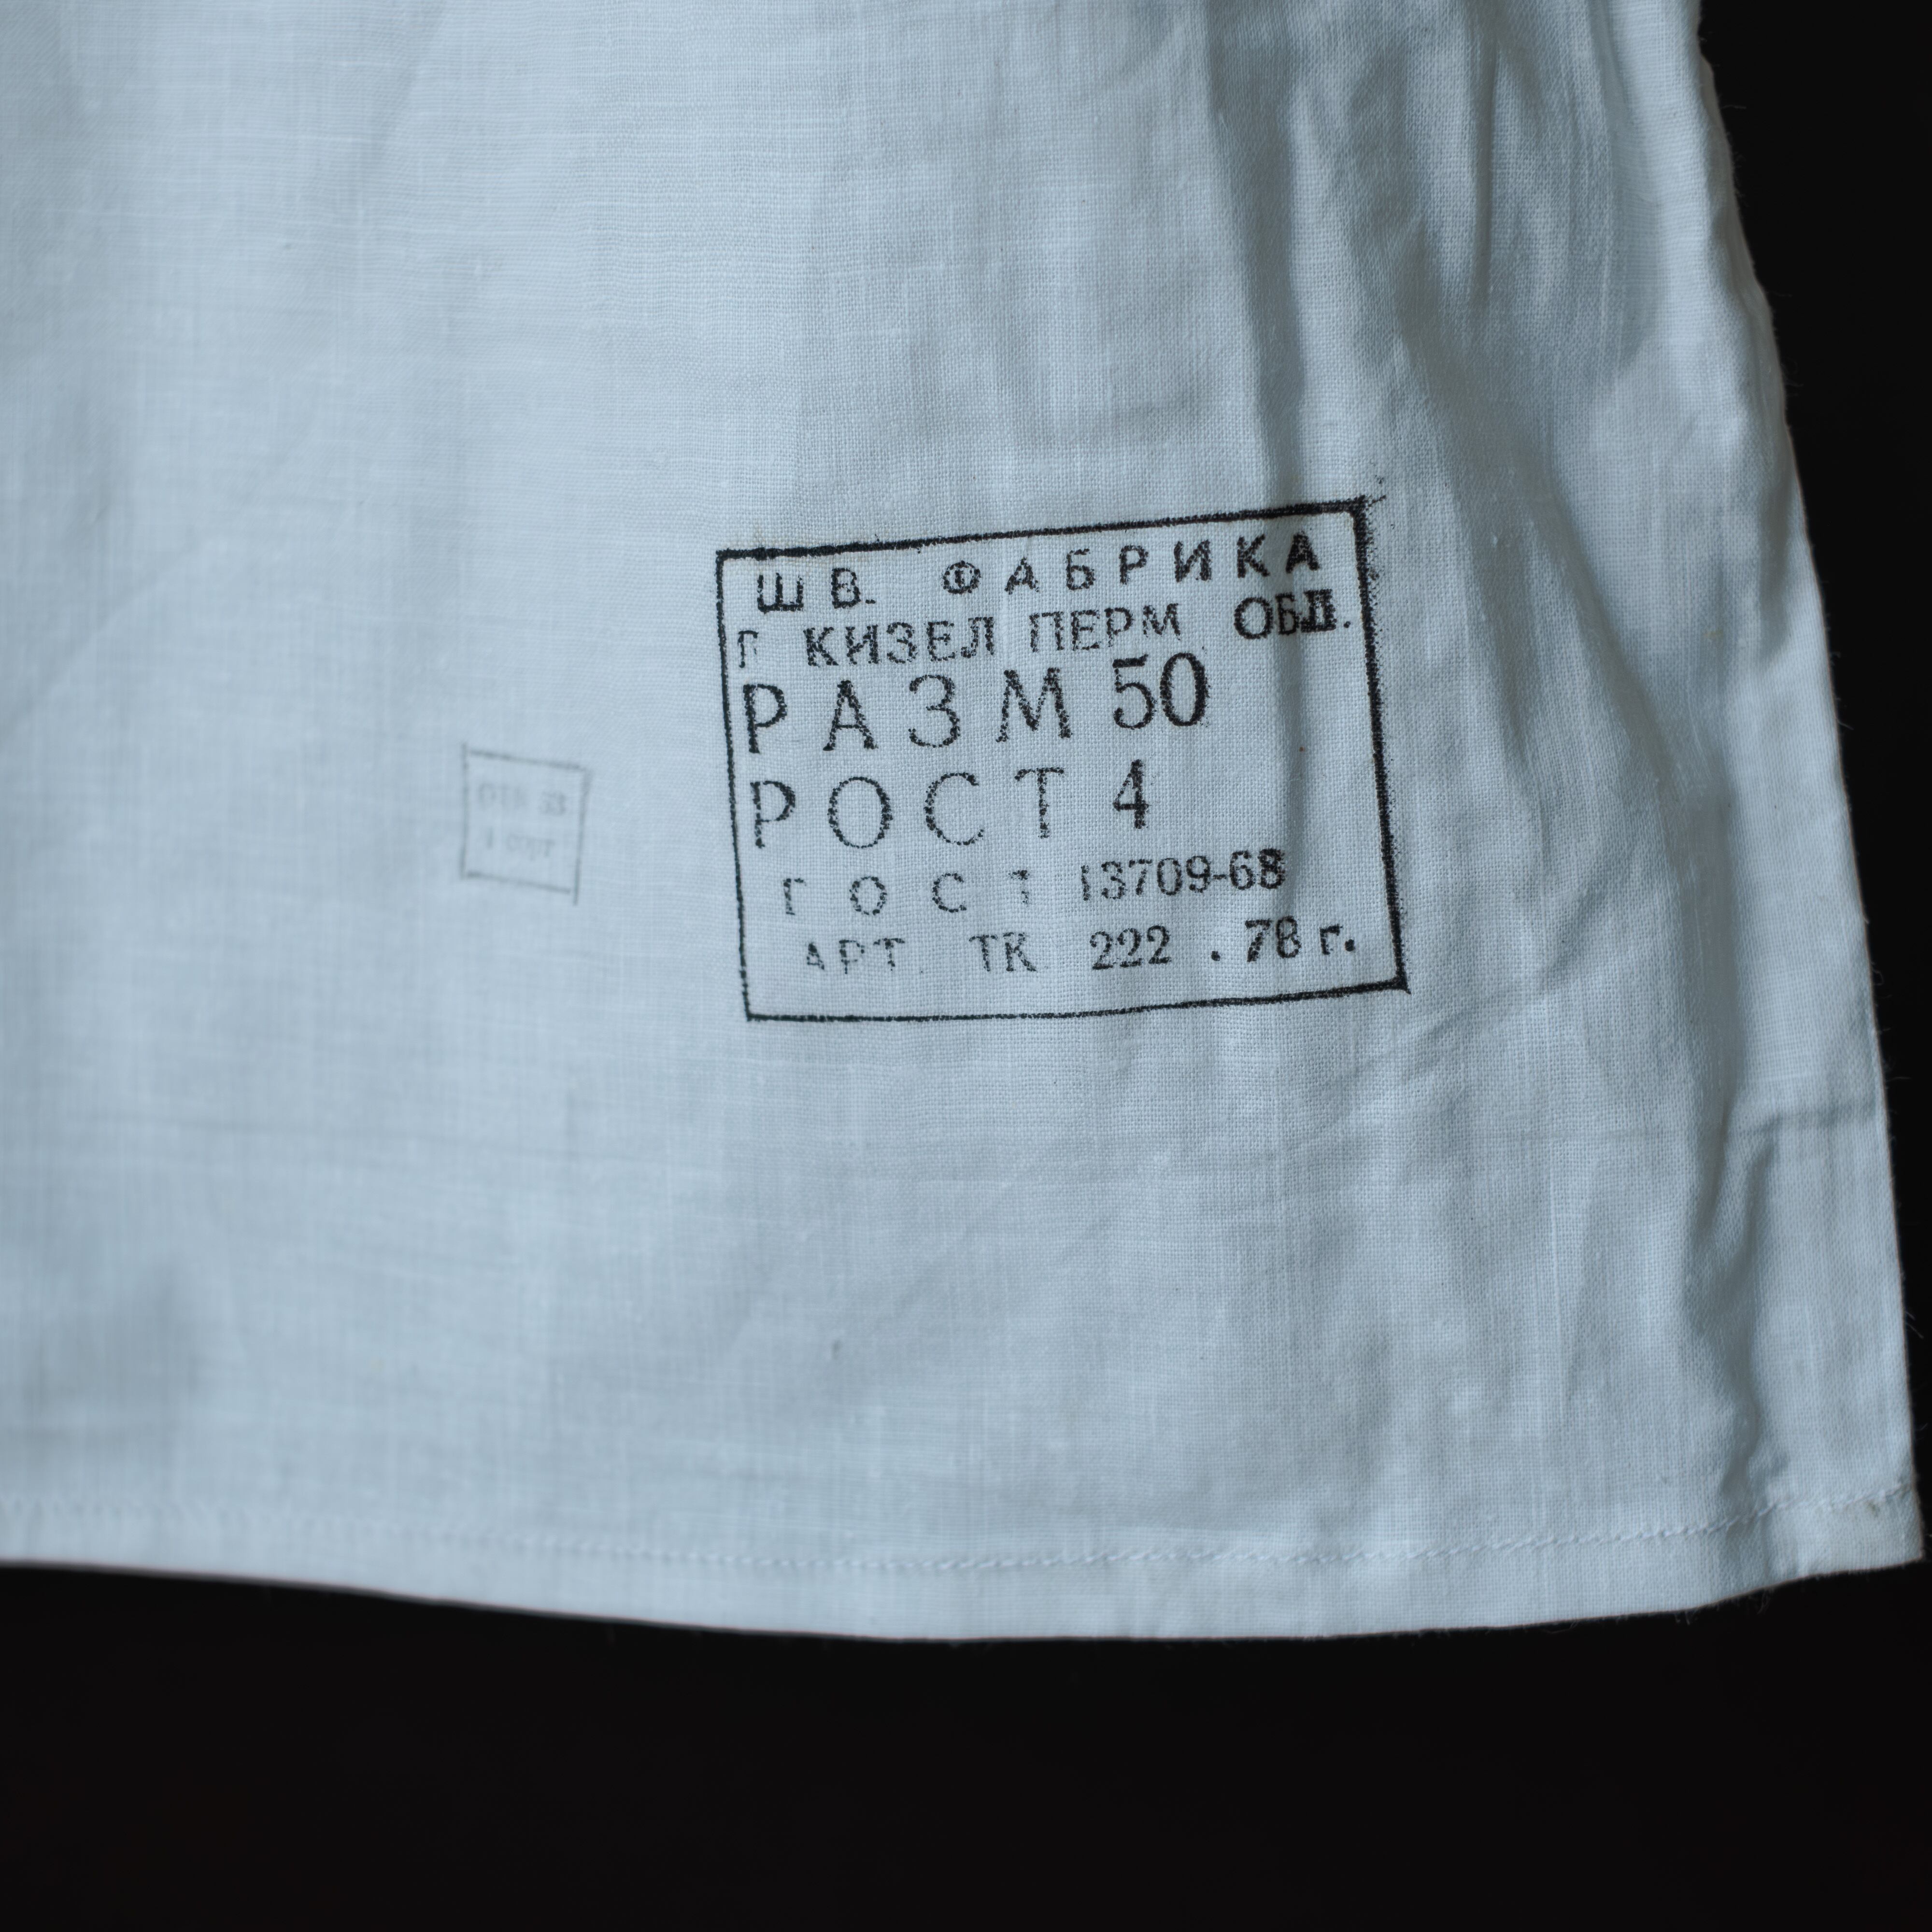 ШВ. ФАБРИКА
Г КИЗЕЛ ПЕРМ ОБЛ.
РАЗМ 50
РОСТ 4
ГОСТ 13709-68
АРТ. ТК 222 . 78 г.